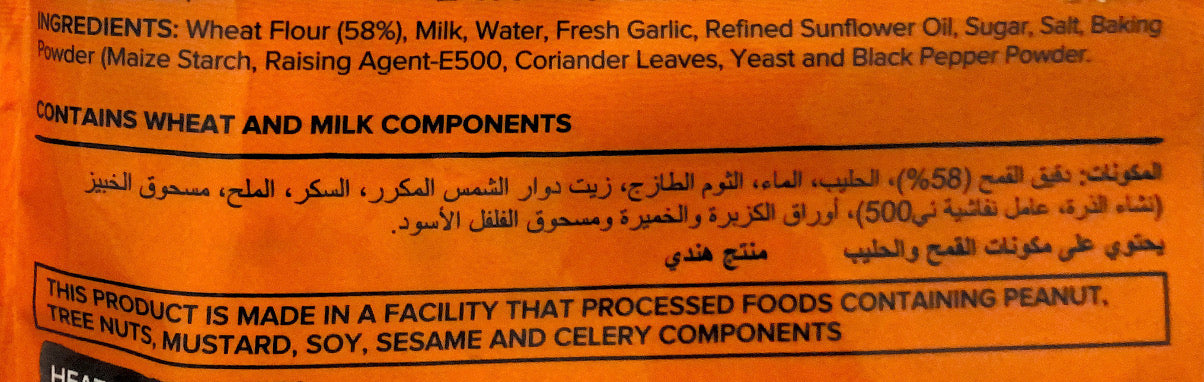 INGREDIENTS: Wheat Flour (58%), Milk, Water, Fresh Garlic, Refined Sunflower Oil, Sugar, Salt, Baking
Powder (Maize Starch, Raising Agent-E500, Coriander Leaves, Yeast and Black Pepper Powder.
CONTAINS WHEAT AND MILK COMPONENTS
المكونات: دقيق القمح (58%)، الحليب، الماء، الثوم الطازج، زيت دوار الشمس المكرر، السكر، الملح، مسحوق الخبيز
(نشاء الذرة، عامل نفاشية ئي500)، أوراق الكزبرة والخميرة ومسحوق الفلفل الأسود.
يحتوي على مكونات القمح والحليب منتج هندي
THIS PRODUCT IS MADE IN A FACILITY THAT PROCESSED FOODS CONTAINING PEANUT,
TREE NUTS, MUSTARD, SOY, SESAME AND CELERY COMPONENTS